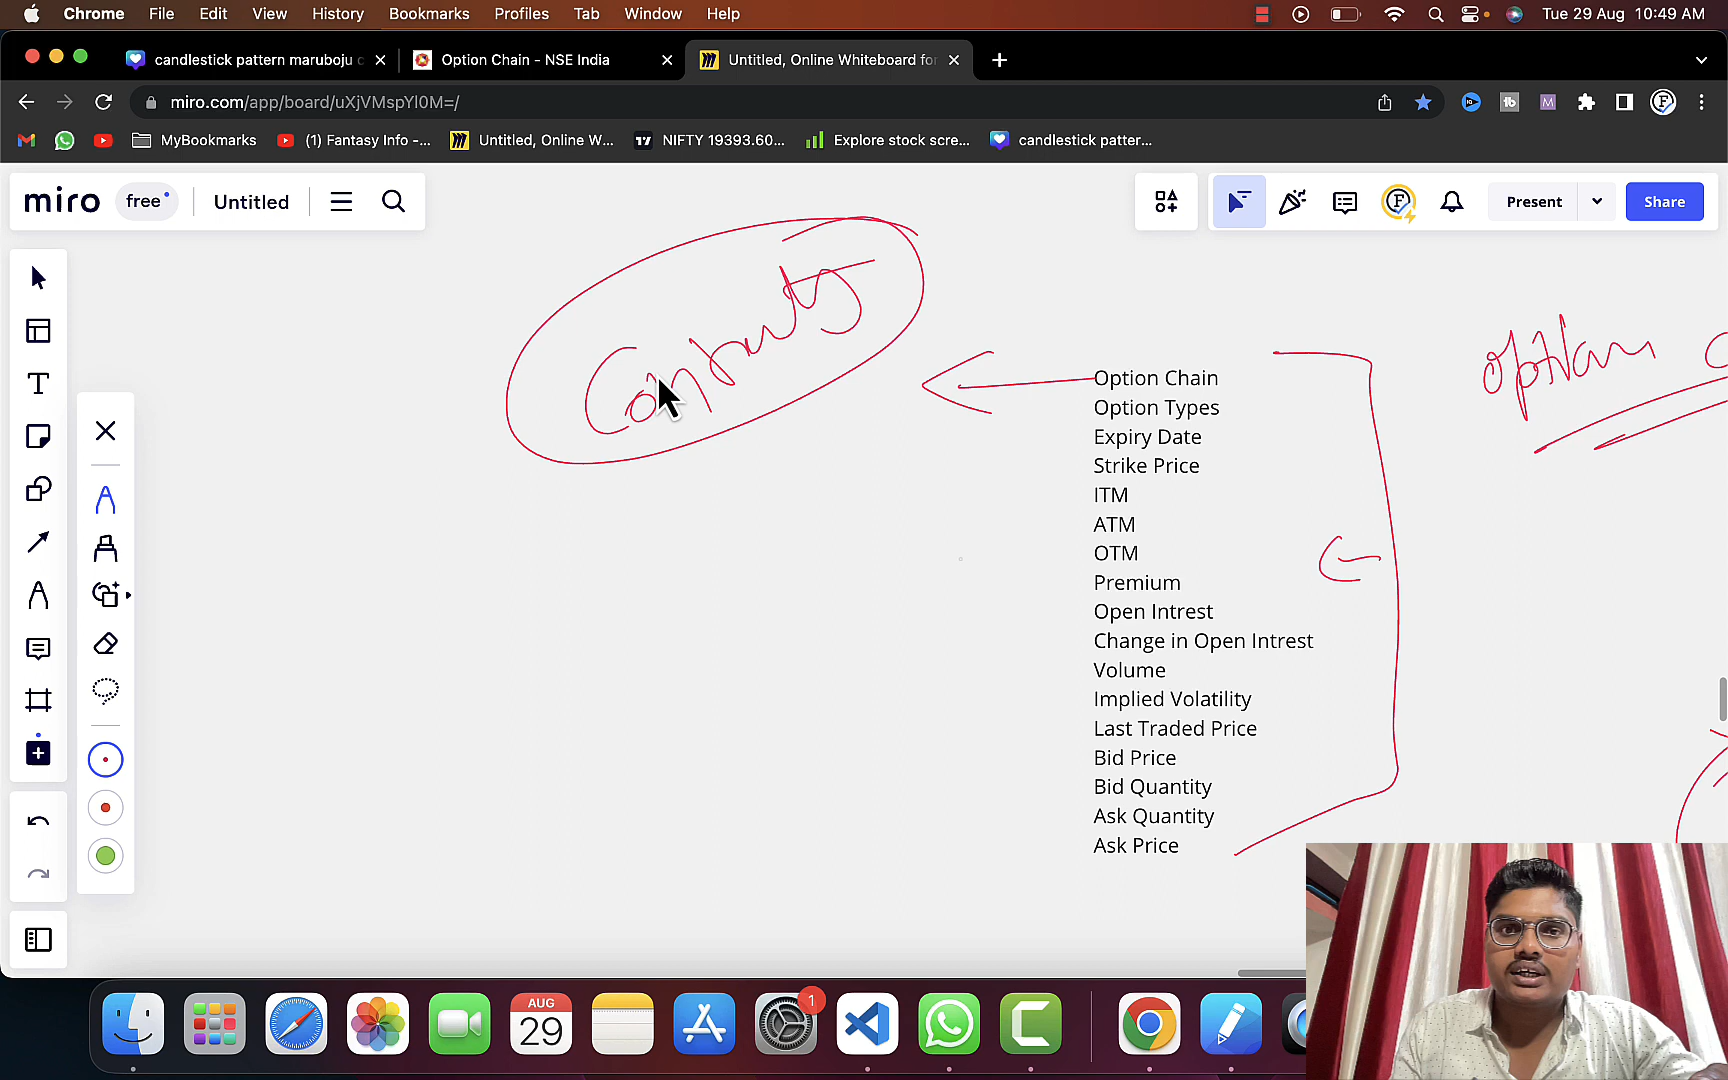 Chrome File Edit View History Bookmarks Profiles Tab Window Help Tue 29 Aug 10:49 AM
candlestick pattern maruboju c Option Chain - NSE India Untitled, Online Whiteboard for
miro.com/app/board/uXjVMspYl0M=/
MyBookmarks (1) Fantasy Info -... Untitled, Online W... NIFTY 19393.60... Explore stock scre... candlestick patter...
miro free Untitled Present Share
Option Chain
Option Types
Expiry Date
Strike Price
ITM
ATM
OTM
Premium
Open Intrest
Change in Open Intrest
Volume
Implied Volatility
Last Traded Price
Bid Price
Bid Quantity
Ask Quantity
Ask Price
option
AUG
29
1